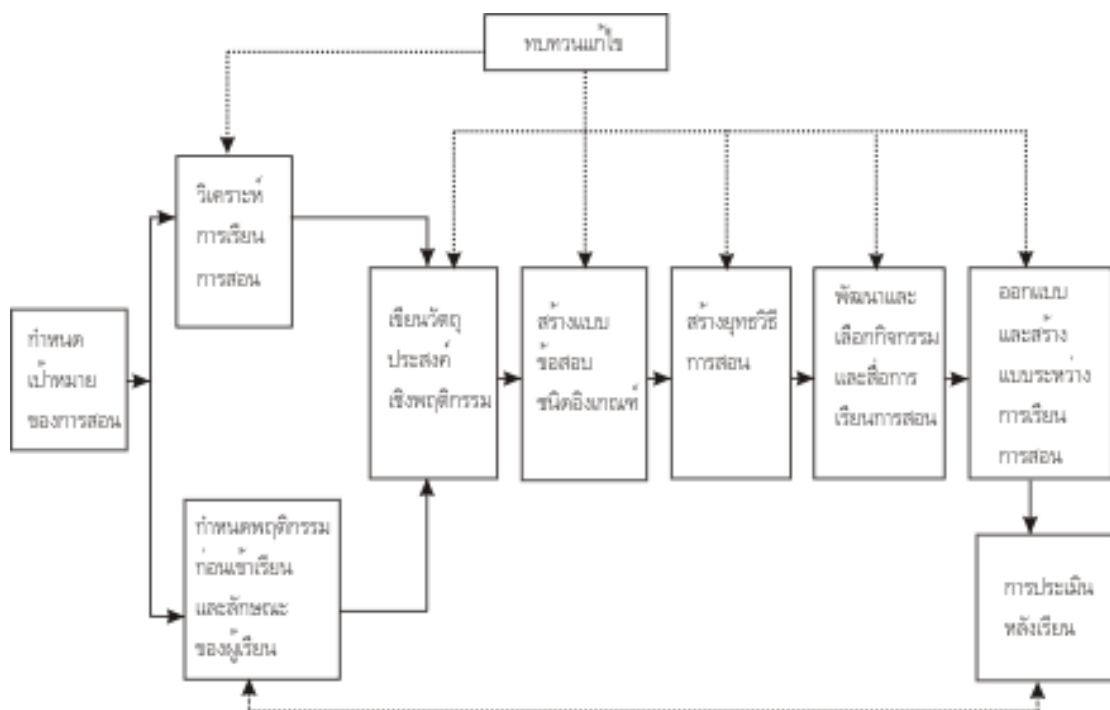 ทบทวนแก้ไข
วิเคราะห์
การเรียน
การสอน
กำหนด
เป้าหมาย
ของการสอน
กำหนดพฤติกรรม
ก่อนเข้าเรียน
และลักษณะ
ของผู้เรียน
เขียนวัตถุ
ประสงค์
เชิงพฤติกรรม
สร้างแบบ
ข้อสอบ
ชนิดอิงเกณฑ์
สร้างยุทธวิธี
การสอน
พัฒนาและ
เลือกกิจกรรม
และสื่อการ
เรียนการสอน
ออกแบบ
และสร้าง
แบบระหว่าง
การเรียน
การสอน
การประเมิน
หลังเรียน